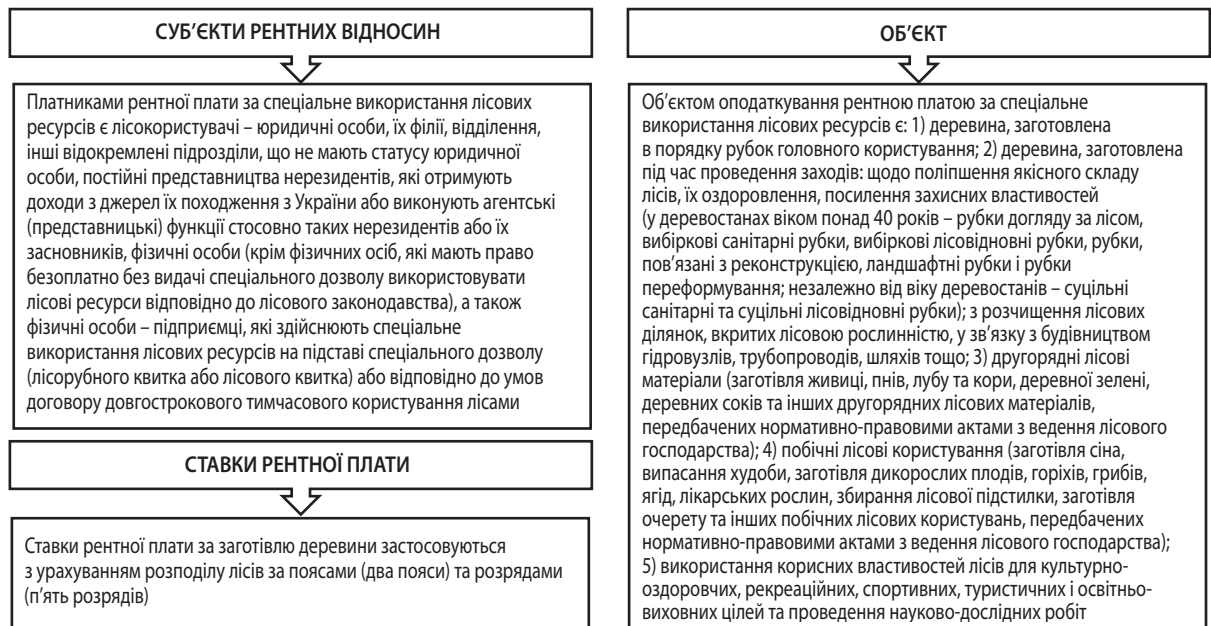 СУБ’ЄКТИ РЕНТНИХ ВІДНОСИН
Платниками рентної плати за спеціальне використання лісових
ресурсів є лісокористувачі – юридичні особи, їх філії, відділення,
інші відокремлені підрозділи, що не мають статусу юридичної
особи, постійні представництва нерезидентів, які отримують
доходи з джерел їх походження з України або виконують агентські
(представницькі) функції стосовно таких нерезидентів або їх
засновників, фізичні особи (крім фізичних осіб, які мають право
безоплатно без видачі спеціального дозволу використовувати
лісові ресурси відповідно до лісового законодавства), а також
фізичні особи – підприємці, які здійснюють спеціальне
використання лісових ресурсів на підставі спеціального дозволу
(лісорубного квитка або лісового квитка) або відповідно до умов
договору довгострокового тимчасового користування лісами
СТАВКИ РЕНТНОЇ ПЛАТИ
Ставки рентної плати за заготівлю деревини застосовуються
з урахуванням розподілу лісів за поясами (два пояси) та розрядами
(п’ять розрядів)
ОБ’ЄКТ
Об’єктом оподаткування рентною платою за спеціальне
використання лісових ресурсів є: 1) деревина, заготовлена
в порядку рубок головного користування; 2) деревина, заготовлена
під час проведення заходів: щодо поліпшення якісного складу
лісів, їх оздоровлення, посилення захисних властивостей
(у деревостанах віком понад 40 років – рубки догляду за лісом,
вибіркові санітарні рубки, вибіркові лісовідновні рубки, рубки,
пов’язані з реконструкцією, ландшафтні рубки і рубки
переформування; незалежно від віку деревостанів – суцільні
санітарні та суцільні лісовідновні рубки); з розчищення лісових
ділянок, вкритих лісовою рослинністю, у зв’язку з будівництвом
гідровузлів, трубопроводів, шляхів тощо; 3) другорядні лісові
матеріали (заготівля живиці, пнів, лубу та кори, деревної зелені,
деревних соків та інших другорядних лісових матеріалів,
передбачених нормативно-правовими актами з ведення лісового
господарства); 4) побічні лісові користування (заготівля сіна,
випасання худоби, заготівля дикорослих плодів, горіхів, грибів,
ягід, лікарських рослин, збирання лісової підстилки, заготівля
очерету та інших побічних лісових користувань, передбачених
нормативно-правовими актами з ведення лісового господарства);
5) використання корисних властивостей лісів для культурно-
оздоровчих, рекреаційних, спортивних, туристичних і освітньо-
виховних цілей та проведення науково-дослідних робіт